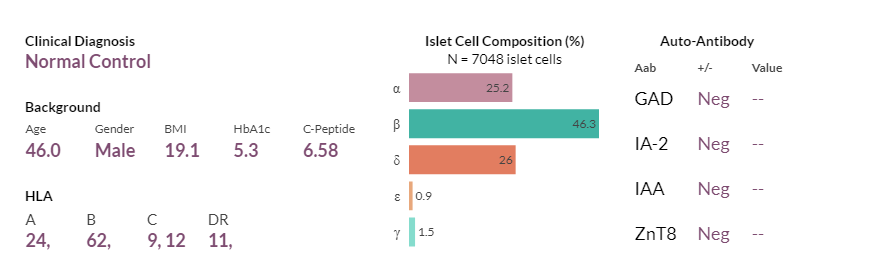 Clinical Diagnosis
Normal Control
Background
Age Gender BMI HbA1c C-Peptide
46.0 Male 19.1 5.3 6.58
HLA
A B C DR
24, 62, 9, 12 11,
Islet Cell Composition (%)
N = 7048 islet cells
α 25.2
β 46.3
δ 26
ε 0.9
γ 1.5
Auto-Antibody
Aab +/- Value
GAD Neg --
IA-2 Neg --
IAA Neg --
ZnT8 Neg --